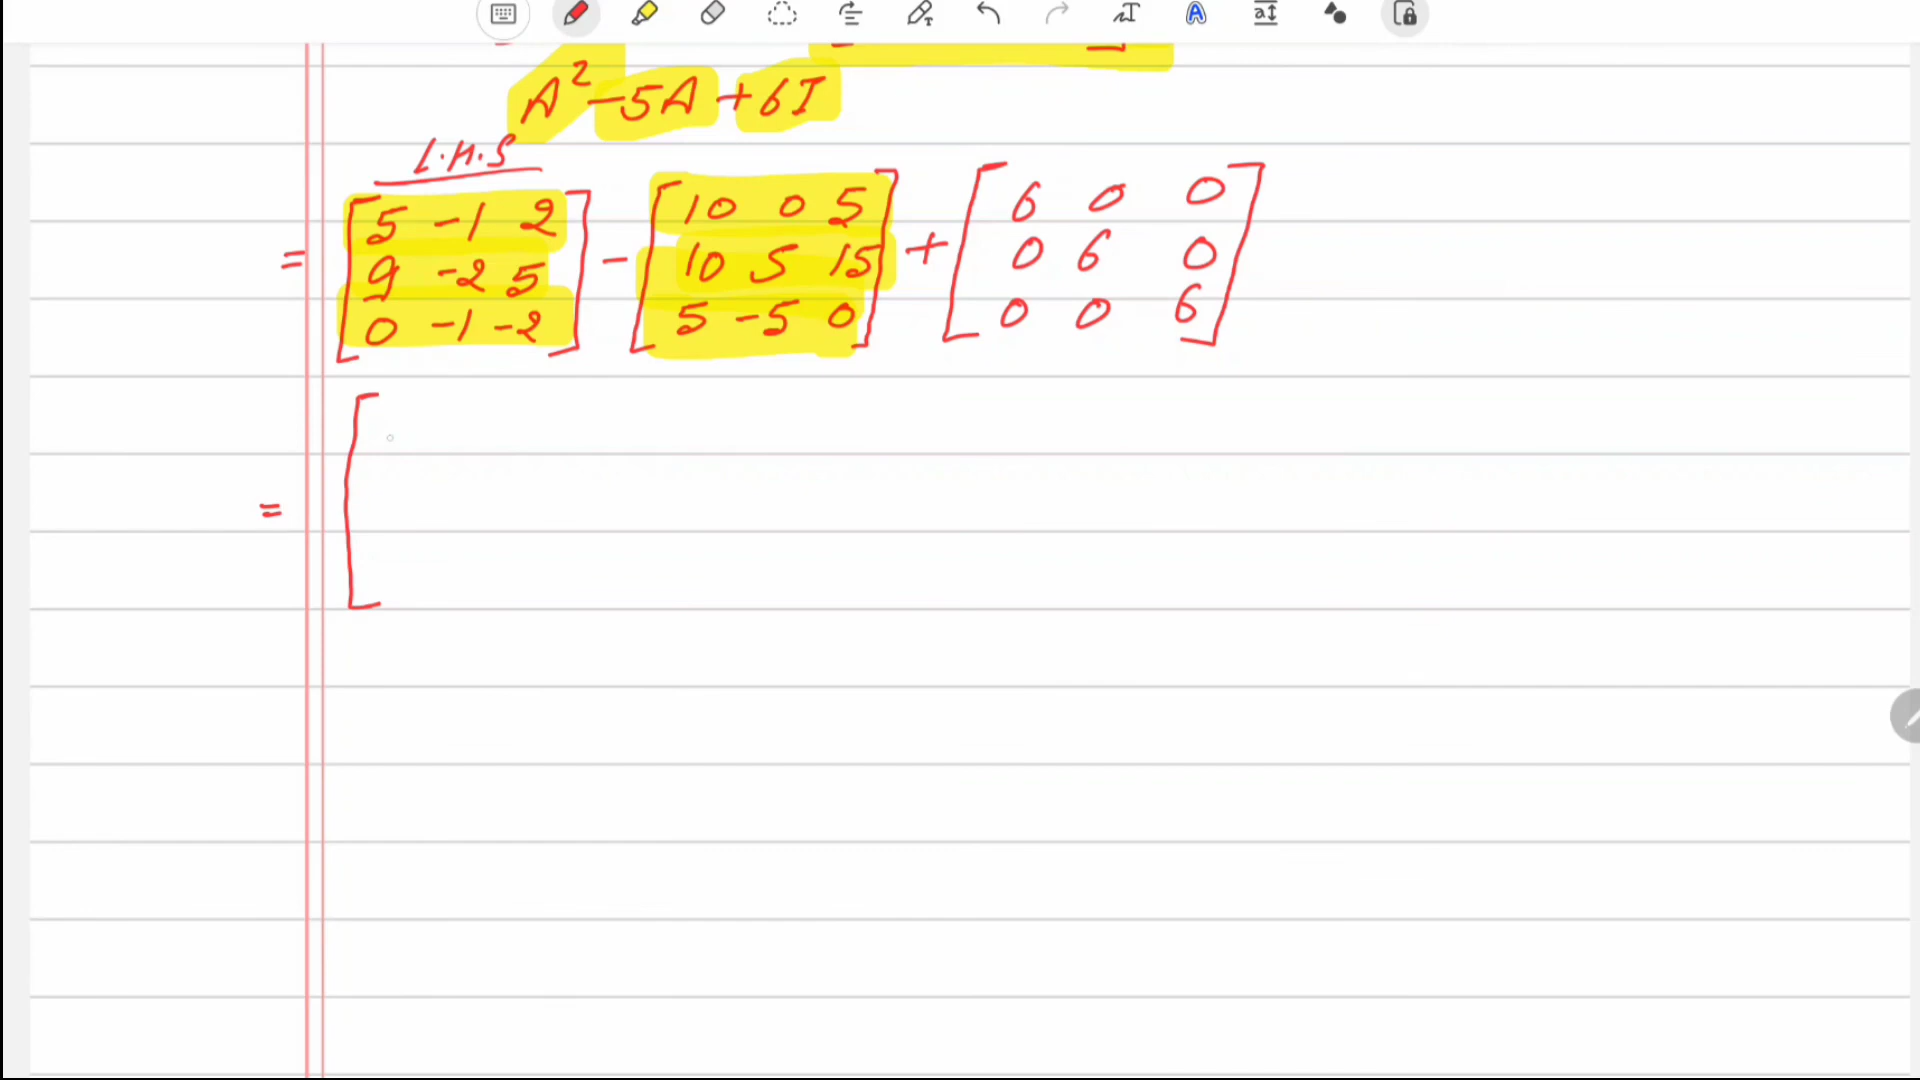 A² - 5A + 6I
L.H.S
= [ 5 -1 2 ] - [ 10 0 5 ] + [ 6 0 0 ]
[ 9 -2 5 ] [ 10 5 15 ] [ 0 6 0 ]
[ 0 -1 -2 ] [ 5 -5 0 ] [ 0 0 6 ]
= [